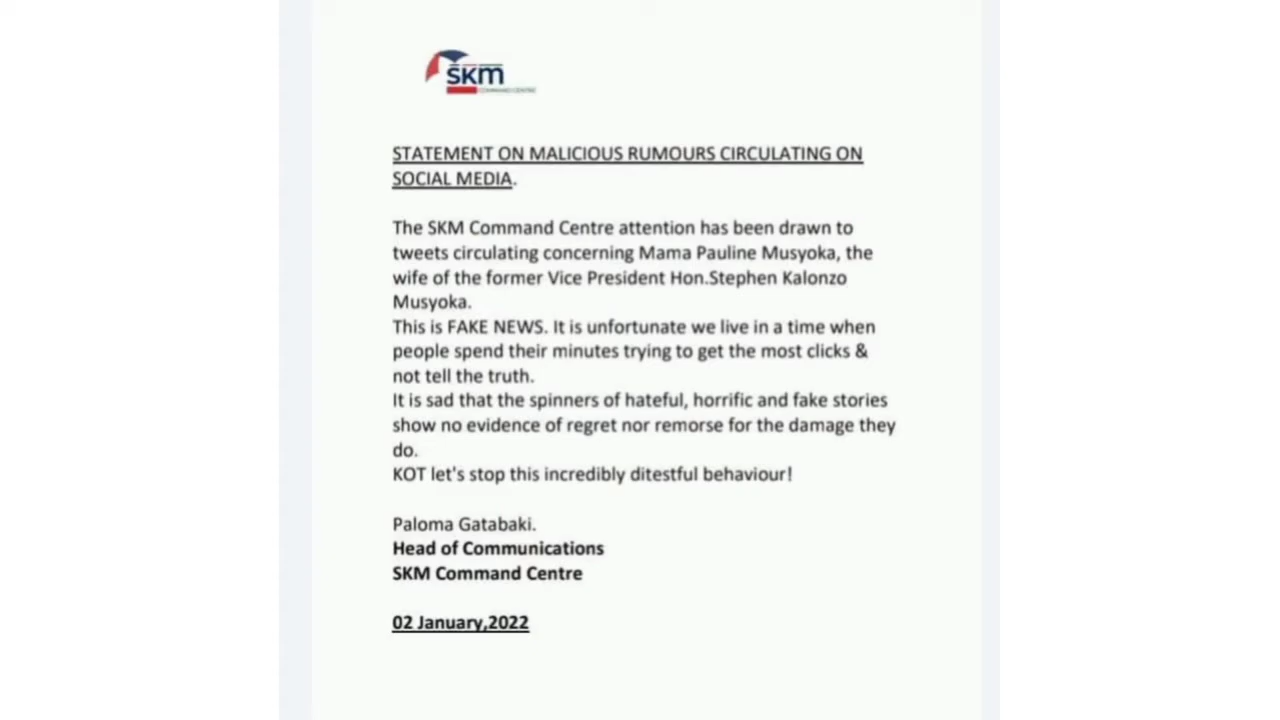 SKM
COMMAND CENTRE
STATEMENT ON MALICIOUS RUMOURS CIRCULATING ON
SOCIAL MEDIA.
The SKM Command Centre attention has been drawn to
tweets circulating concerning Mama Pauline Musyoka, the
wife of the former Vice President Hon.Stephen Kalonzo
Musyoka.
This is FAKE NEWS. It is unfortunate we live in a time when
people spend their minutes trying to get the most clicks &
not tell the truth.
It is sad that the spinners of hateful, horrific and fake stories
show no evidence of regret nor remorse for the damage they
do.
KOT let's stop this incredibly ditestful behaviour!
Paloma Gatabaki.
Head of Communications
SKM Command Centre
02 January,2022